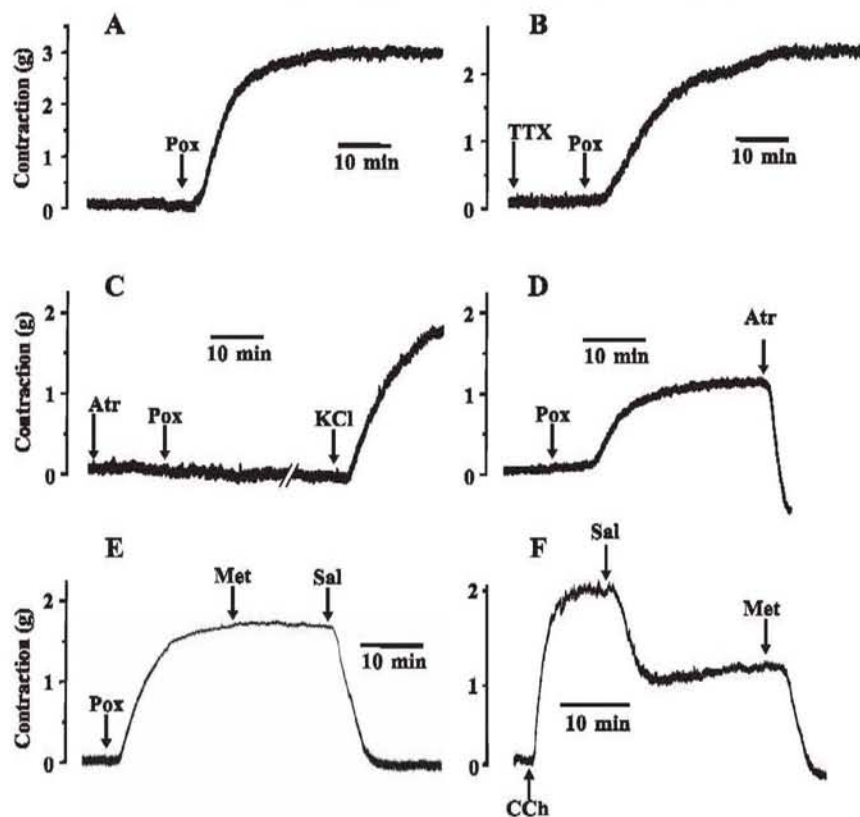 A
Contraction (g)
3
2
1
0
Pox
10 min
B
2
1
0
TTX
Pox
10 min
C
Contraction (g)
2
1
0
Atr
Pox
10 min
KCl
D
2
1
0
Pox
10 min
Atr
E
Contraction (g)
2
1
0
Pox
Met
Sal
10 min
F
2
1
0
CCh
Sal
10 min
Met